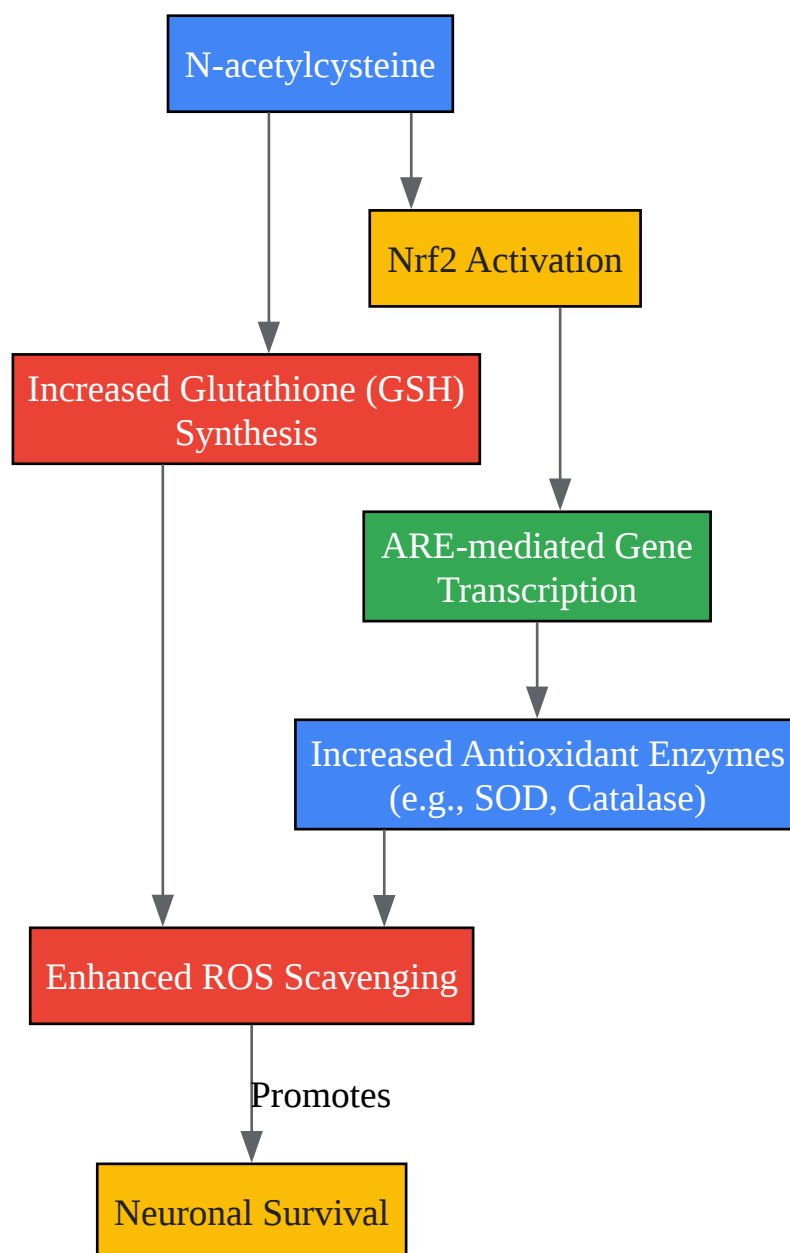 N-acetylcysteine
Nrf2 Activation
Increased Glutathione (GSH)
Synthesis
ARE-mediated Gene
Transcription
Increased Antioxidant Enzymes
(e.g., SOD, Catalase)
Enhanced ROS Scavenging
Promotes
Neuronal Survival